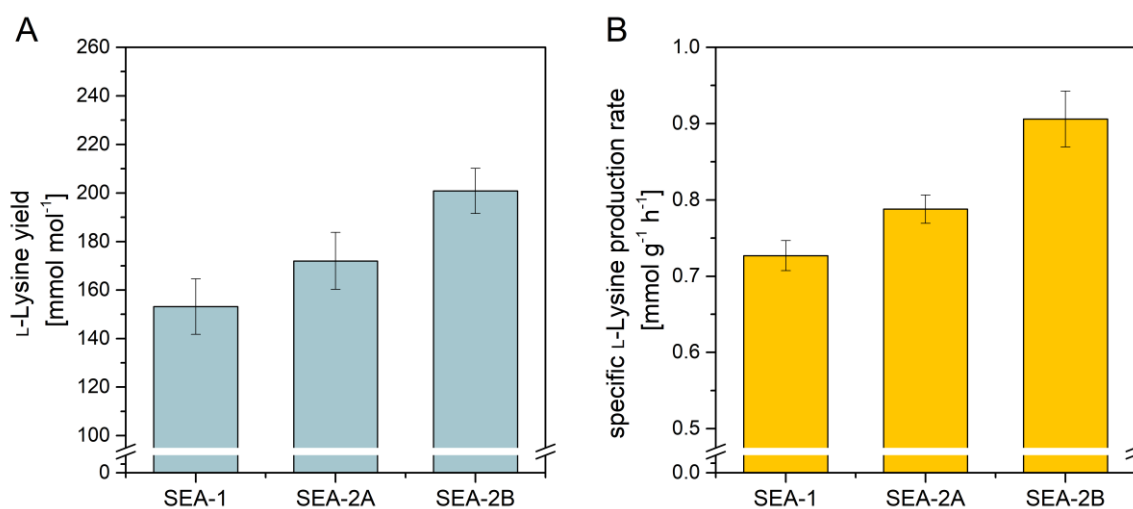 A
L-Lysine yield
[mmol mol-1]
260
240
220
200
180
160
140
120
100
0
SEA-1 SEA-2A SEA-2B
B
specific L-Lysine production rate
[mmol g-1 h-1]
1.0
0.9
0.8
0.7
0.6
0.5
0.0
SEA-1 SEA-2A SEA-2B